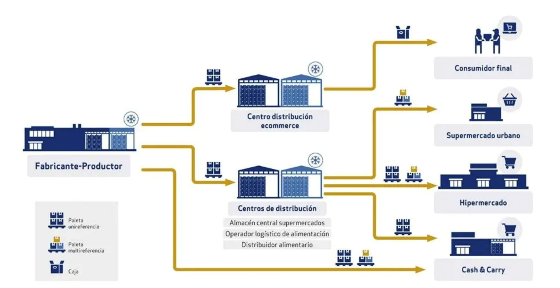 Consumidor final
Centro distribución
ecommerce
Supermercado urbano
Fabricante-Productor
Centros de distribución
Almacén central supermercados
Operador logístico de alimentación
Distribuidor alimentario
Hipermercado
Cash & Carry
Paleta
unireferencia
Paleta
multireferencia
Caja